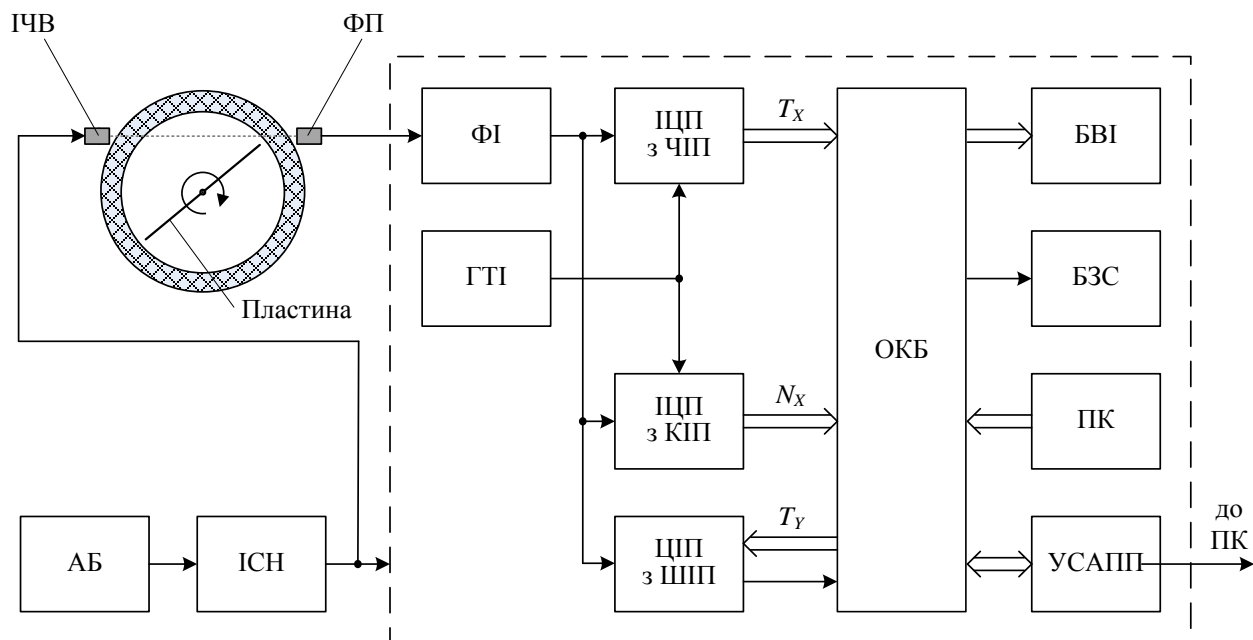 ІЧВ
ФП
Пластина
ФІ
ІЦП
з ЧІП
T_X
БВІ
ГТІ
БЗС
ОКБ
ІЦП
з КІП
N_X
ПК
АБ
ІСН
ЦІП
з ШІП
T_Y
УСАПП
до
ПК